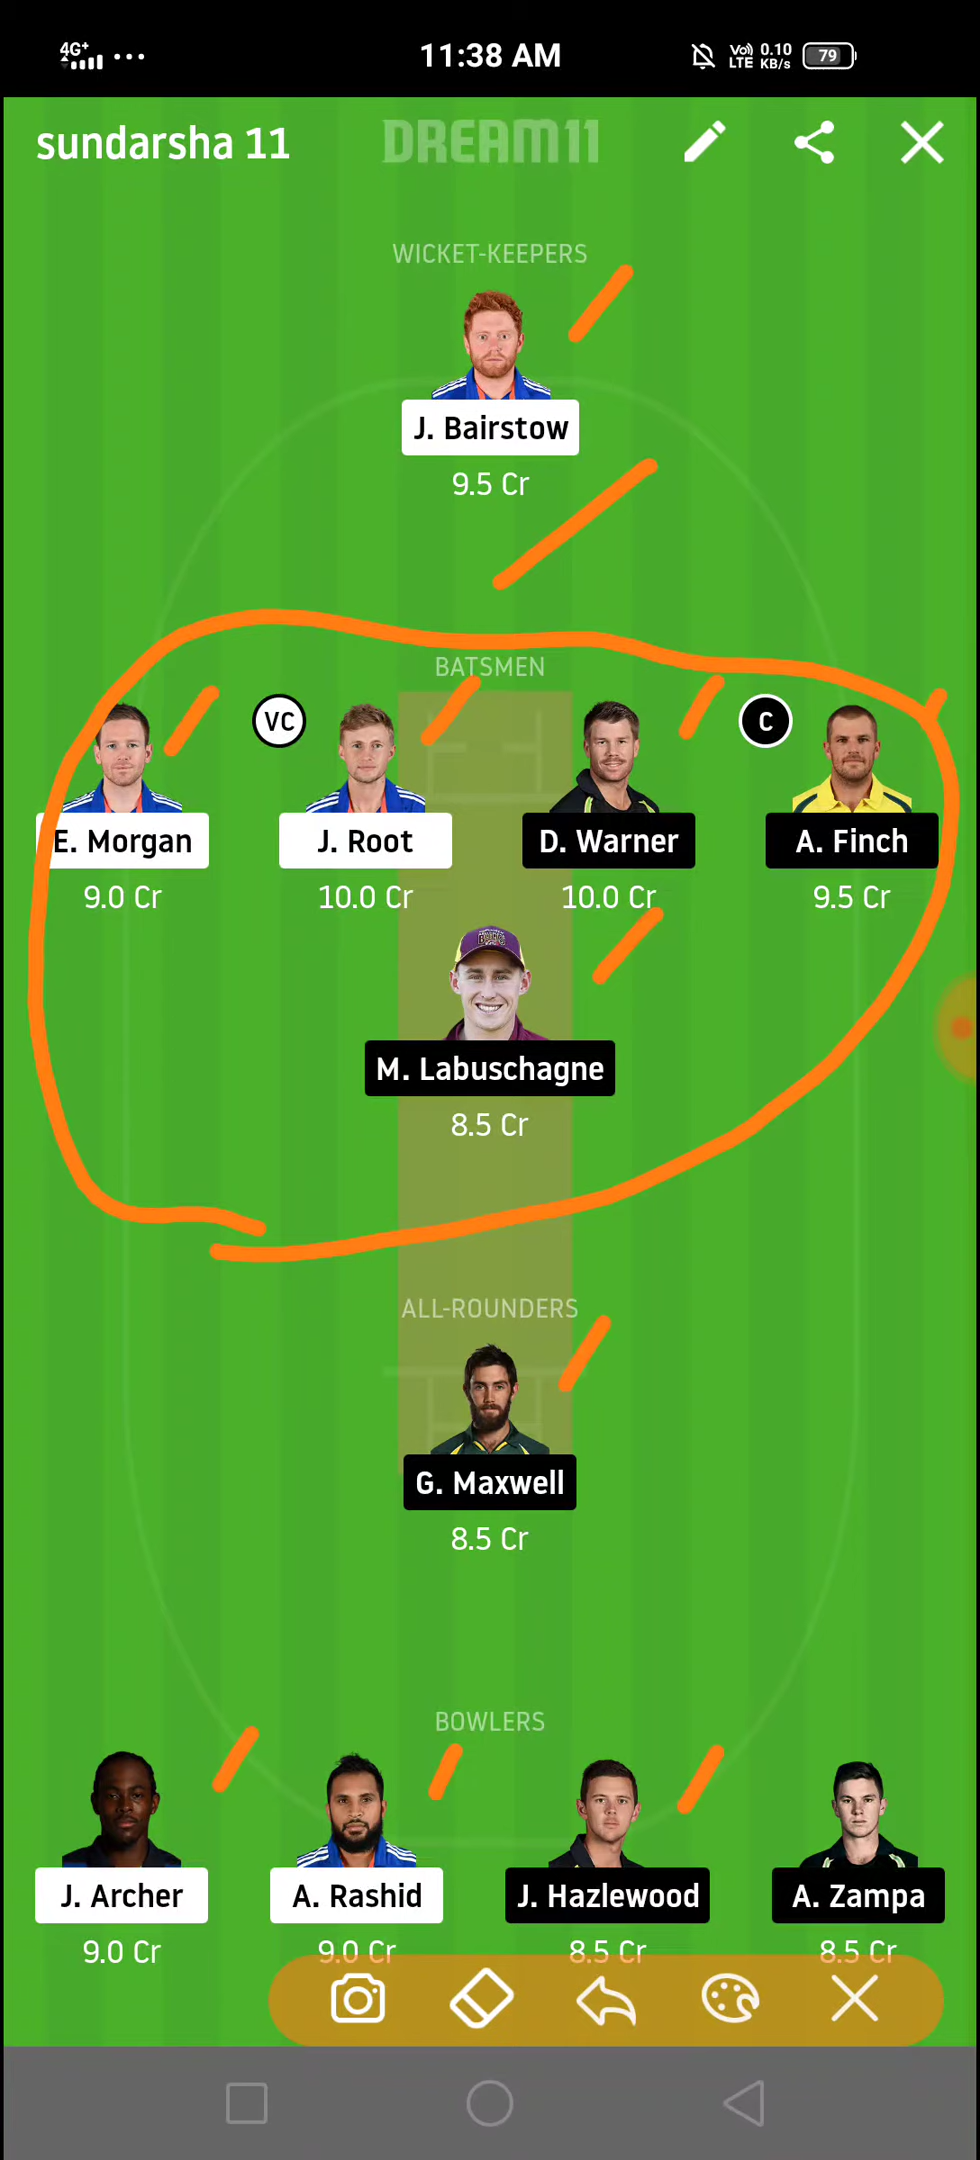 4G+ 11:38 AM Vo) LTE 0.10 KB/s 79
sundarsha 11 DREAM11
WICKET-KEEPERS
J. Bairstow
9.5 Cr
BATSMEN
VC C
E. Morgan J. Root D. Warner A. Finch
9.0 Cr 10.0 Cr 10.0 Cr 9.5 Cr
M. Labuschagne
8.5 Cr
ALL-ROUNDERS
G. Maxwell
8.5 Cr
BOWLERS
J. Archer A. Rashid J. Hazlewood A. Zampa
9.0 Cr 9.0 Cr 8.5 Cr 8.5 Cr